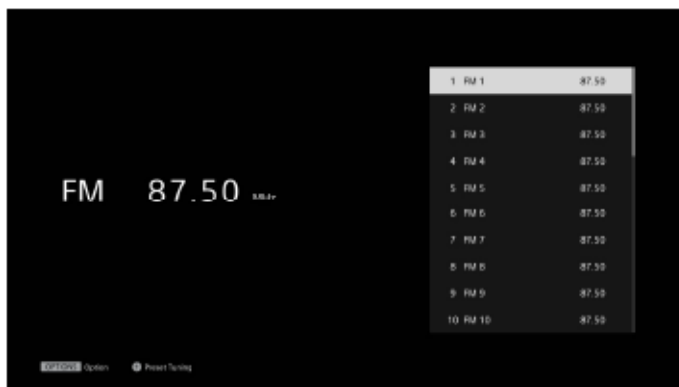 FM 87.50 MHz
1 FM 1 87.50
2 FM 2 87.50
3 FM 3 87.50
4 FM 4 87.50
5 FM 5 87.50
6 FM 6 87.50
7 FM 7 87.50
8 FM 8 87.50
9 FM 9 87.50
10 FM 10 87.50
OPTIONS Option Preset Tuning